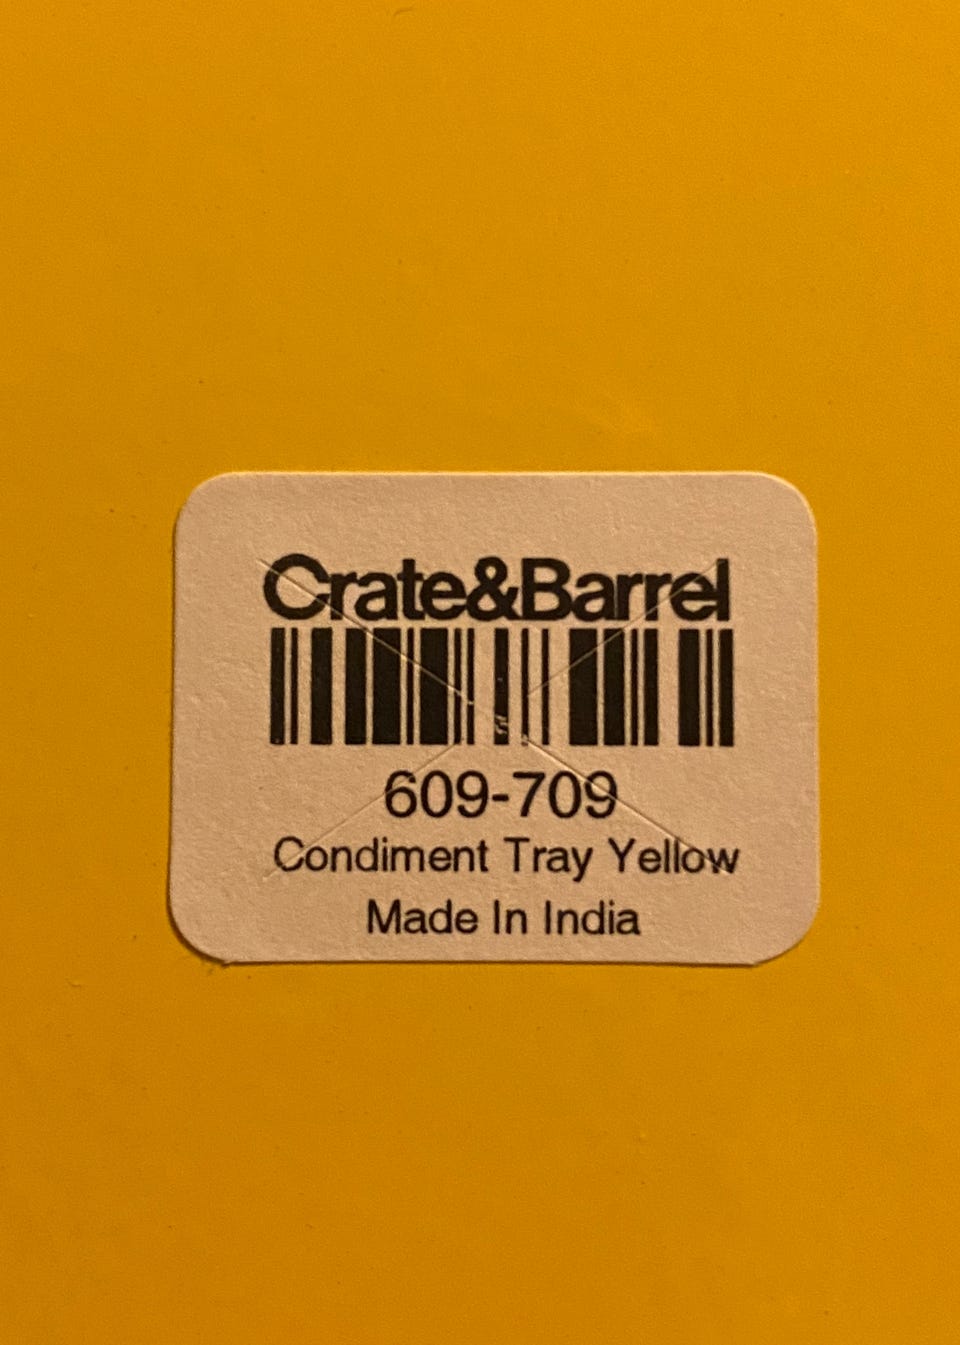 Crate&Barrel
609-709
Condiment Tray Yellow
Made In India